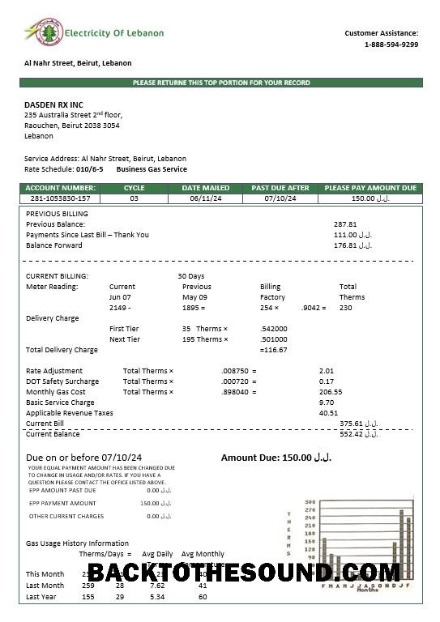 Electricity Of Lebanon
Customer Assistance:
1-888-594-9299
Al Nahr Street, Beirut, Lebanon
PLEASE RETURNE THIS TOP PORTION FOR YOUR RECORD
DASDEN RX INC
235 Australia Street 2nd floor,
Raouchen, Beirut 2038 3054
Lebanon
Service Address: Al Nahr Street, Beirut, Lebanon
Rate Schedule: 010/6-5 Business Gas Service
ACCOUNT NUMBER: CYCLE DATE MAILED PAST DUE AFTER PLEASE PAY AMOUNT DUE
281-1053830-157 03 06/11/24 07/10/24 150.00 ل.ل.
PREVIOUS BILLING
Previous Balance: 287.81
Payments Since Last Bill – Thank You 111.00 ل.ل.
Balance Forward 176.81 ل.ل.
CURRENT BILLING: 30 Days
Meter Reading: Current Previous Billing Total
Jun 07 May 09 Factory Therms
2149 - 1895 = 254 × .9042 = 230
Delivery Charge
First Tier 35 Therms × .542000
Next Tier 195 Therms × .501000
Total Delivery Charge =116.67
Rate Adjustment Total Therms × .008750 = 2.01
DOT Safety Surcharge Total Therms × .000720 = 0.17
Monthly Gas Cost Total Therms × .898040 = 206.55
Basic Service Charge 9.70
Applicable Revenue Taxes 40.51
Current Bill 375.61 ل.ل.
Current Balance 552.42 ل.ل.
Due on or before 07/10/24 Amount Due: 150.00 ل.ل.
YOUR EQUAL PAYMENT AMOUNT HAS BEEN CHANGED DUE
TO CHANGE IN USAGE AND/OR RATES. IF YOU HAVE A
QUESTION PLEASE CONTACT THE OFFICE LISTED ABOVE.
EPP AMOUNT PAST DUE 0.00 ل.ل.
EPP PAYMENT AMOUNT 150.00 ل.ل.
OTHER CURRENT CHARGES 0.00 ل.ل.
THERMS
300
270
240
210
180
150
120
90
F M A M J J A S O N D J F
Months
Gas Usage History Information
Therms/Days = Avg Daily Avg Monthly
This Month
BACKTOTHESOUND.COM
Last Month 259 28 7.62 41
Last Year 155 29 5.34 60